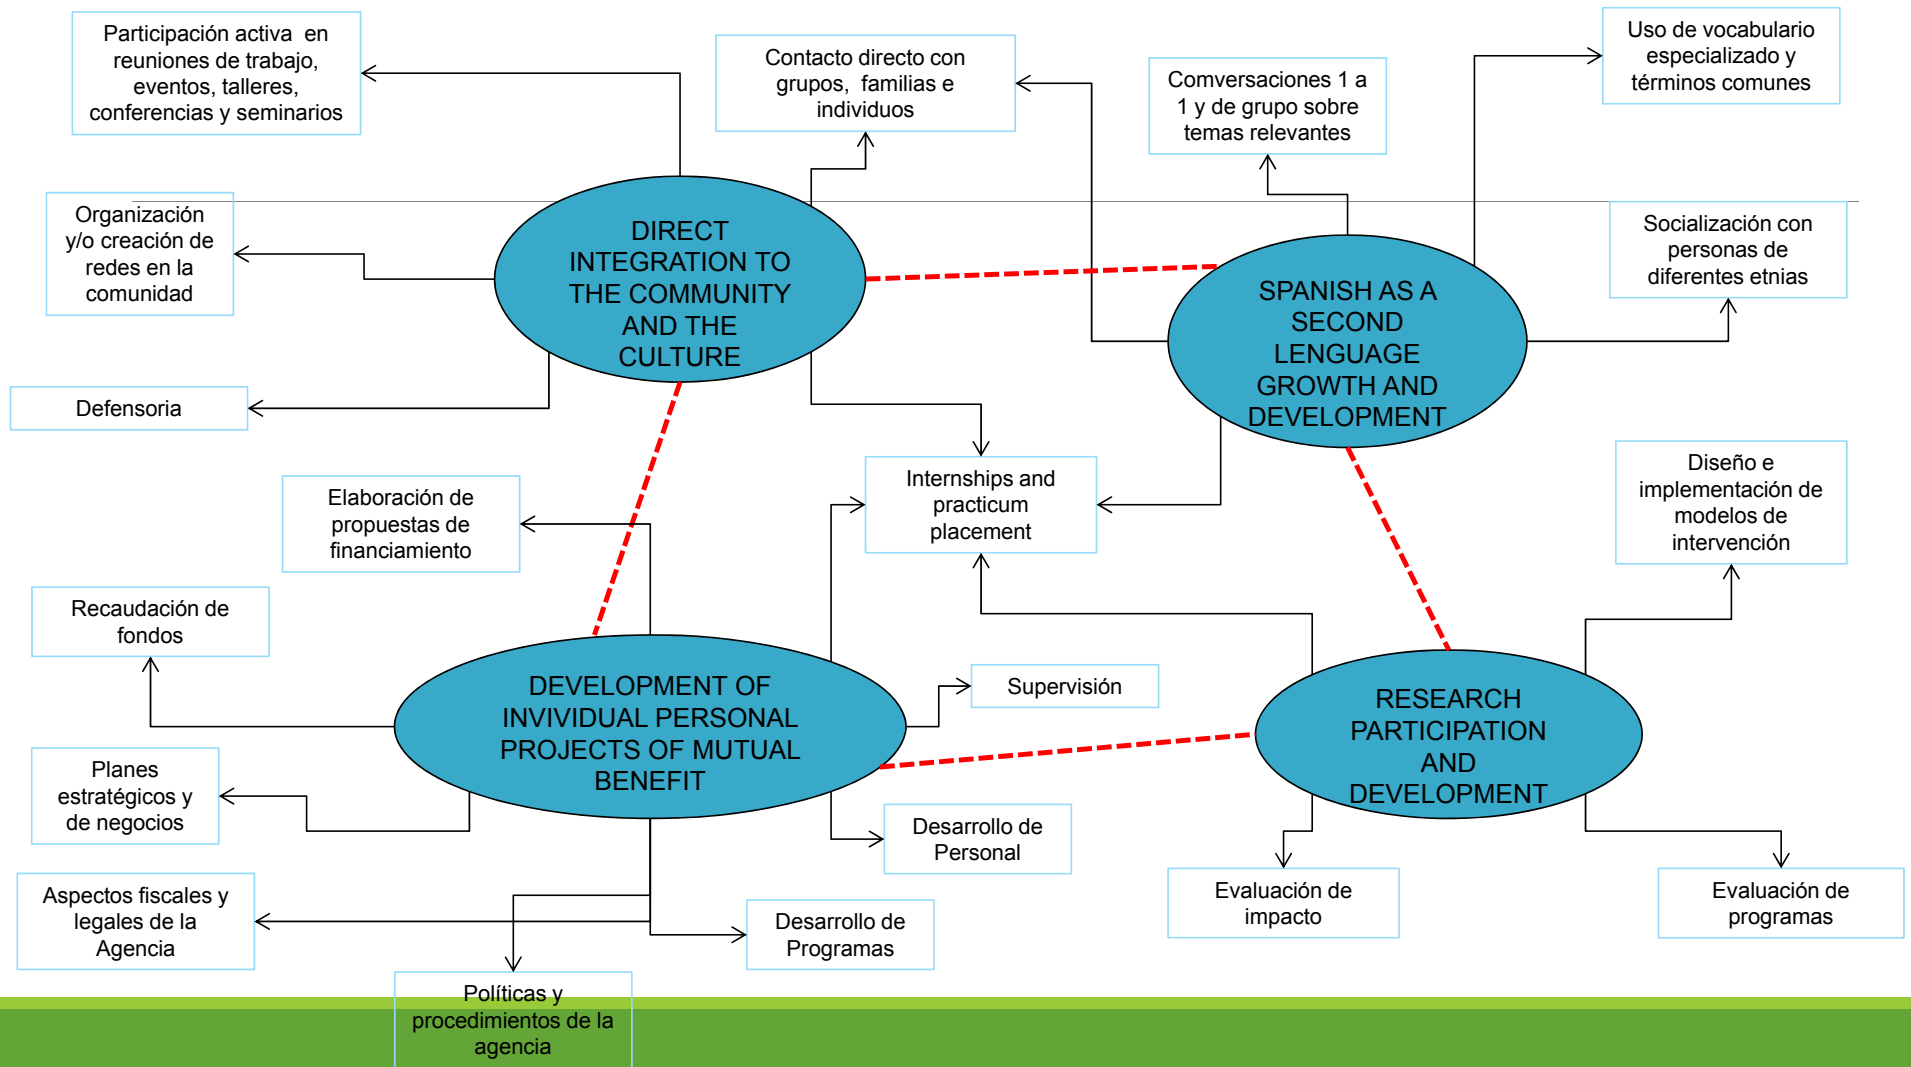 Participación activa en
reuniones de trabajo,
eventos, talleres,
conferencias y seminarios
Contacto directo con
grupos, familias e
individuos
Comversaciones 1 a
1 y de grupo sobre
temas relevantes
Uso de vocabulario
especializado y
términos comunes
Organización
y/o creación de
redes en la
comunidad
DIRECT
INTEGRATION TO
THE COMMUNITY
AND THE
CULTURE
SPANISH AS A
SECOND
LENGUAGE
GROWTH AND
DEVELOPMENT
Socialización con
personas de
diferentes etnias
Defensoria
Elaboración de
propuestas de
financiamiento
Internships and
practicum
placement
Diseño e
implementación de
modelos de
intervención
Recaudación de
fondos
DEVELOPMENT OF
INVIVIDUAL PERSONAL
PROJECTS OF MUTUAL
BENEFIT
Supervisión
RESEARCH
PARTICIPATION
AND
DEVELOPMENT
Planes
estratégicos y
de negocios
Desarrollo de
Personal
Aspectos fiscales y
legales de la
Agencia
Desarrollo de
Programas
Evaluación de
impacto
Evaluación de
programas
Políticas y
procedimientos de la
agencia